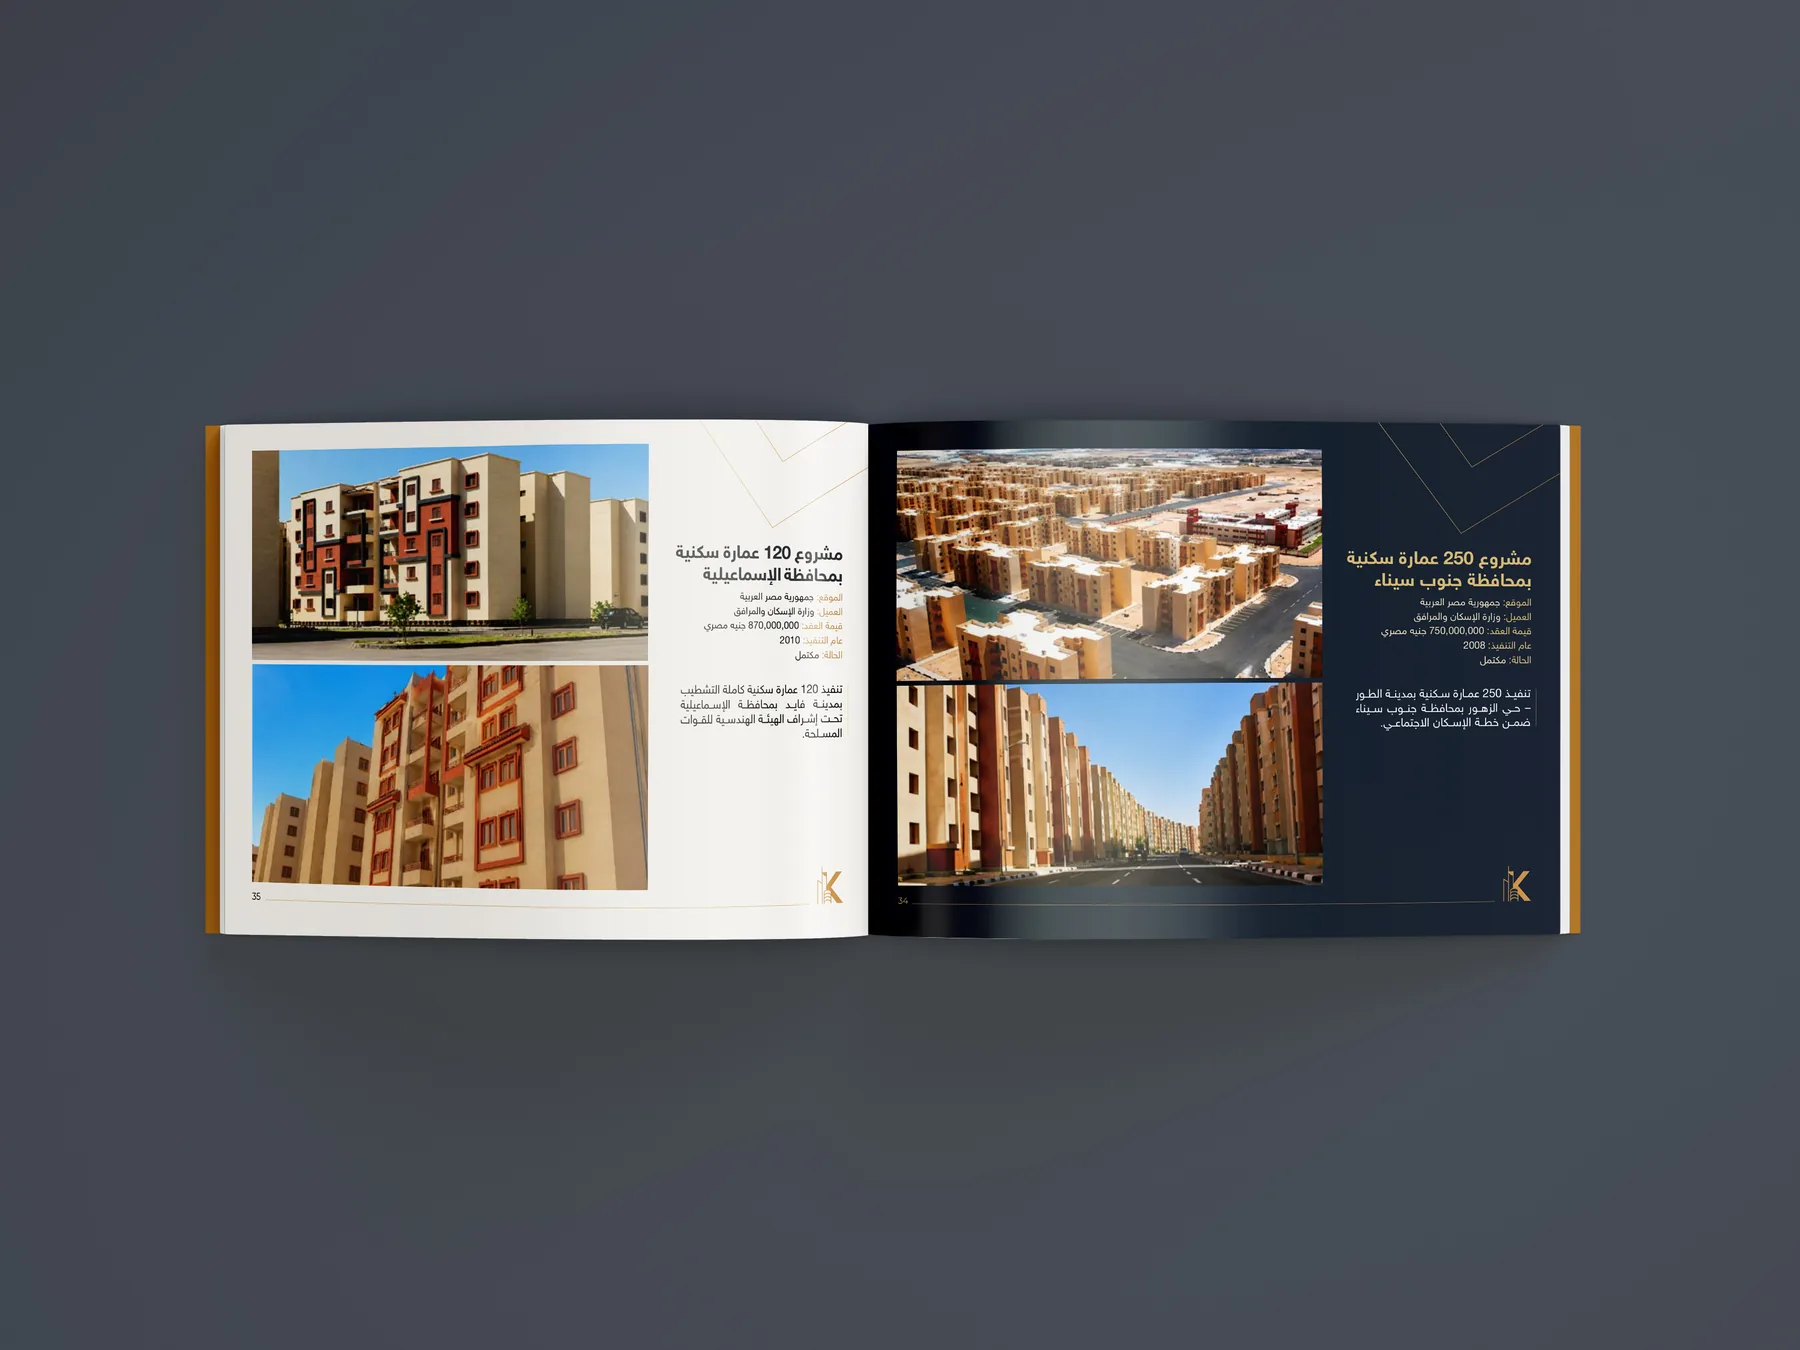 مشروع 250 عمارة سكنية
بمحافظة جنوب سيناء
الموقع: جمهورية مصر العربية
العميل: وزارة الإسكان والمرافق
قيمة العقد: 750,000,000 جنيه مصري
عام التنفيذ: 2008
الحالة: مكتمل
تنفيذ 250 عمارة سكنية بمدينة الطور
– حي الزهور بمحافظة جنوب سيناء
ضمن خطة الإسكان الاجتماعي.
K
34
مشروع 120 عمارة سكنية
بمحافظة الإسماعيلية
الموقع: جمهورية مصر العربية
العميل: وزارة الإسكان والمرافق
قيمة العقد: 870,000,000 جنيه مصري
عام التنفيذ: 2010
الحالة: مكتمل
تنفيذ 120 عمارة سكنية كاملة التشطيب
بمدينة فايد بمحافظة الإسماعيلية
تحت إشراف الهيئة الهندسية للقوات
المسلحة.
K
35